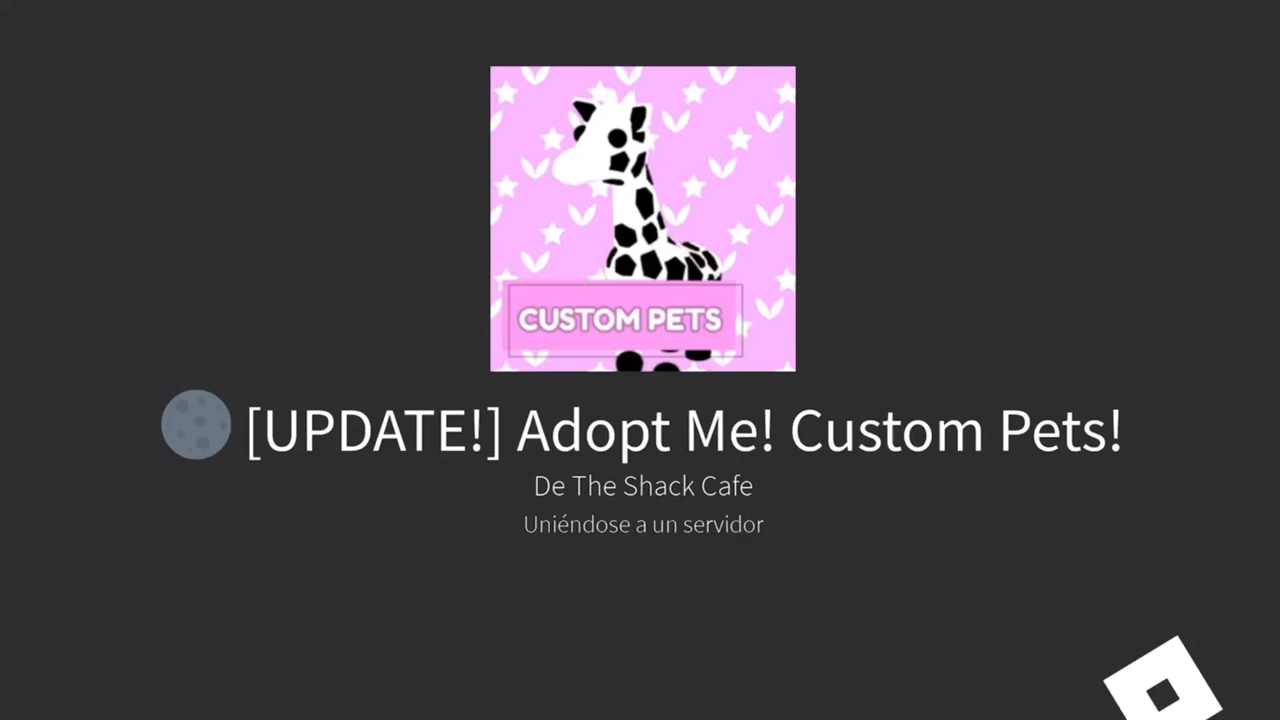 CUSTOM PETS
[UPDATE!] Adopt Me! Custom Pets!
De The Shack Cafe
Uniéndose a un servidor